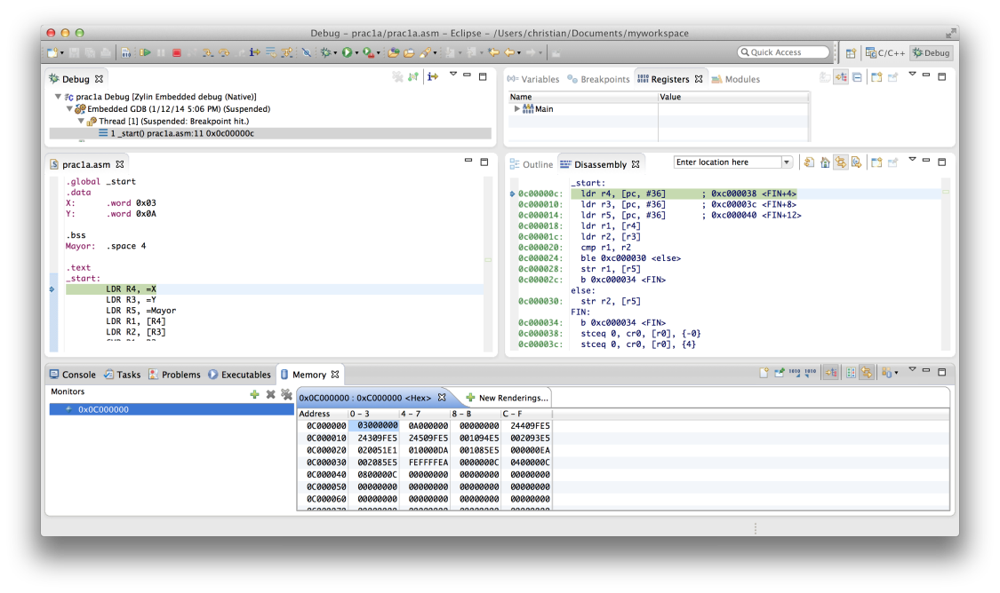 Debug - prac1a/prac1a.asm - Eclipse - /Users/christian/Documents/myworkspace
Quick Access
C/C++
Debug
Debug
prac1a Debug [Zylin Embedded debug (Native)]
Embedded GDB (1/12/14 5:06 PM) (Suspended)
Thread [1] (Suspended: Breakpoint hit.)
1 _start() prac1a.asm:11 0x0c00000c
Variables Breakpoints Registers Modules
Name Value
Main
prac1a.asm
.global _start
.data
X: .word 0x03
Y: .word 0x0A
.bss
Mayor: .space 4
.text
_start:
LDR R4, =X
LDR R3, =Y
LDR R5, =Mayor
LDR R1, [R4]
LDR R2, [R3]
Outline Disassembly Enter location here
_start:
0c00000c: ldr r4, [pc, #36] ; 0xc000038 <FIN+4>
0c000010: ldr r3, [pc, #36] ; 0xc00003c <FIN+8>
0c000014: ldr r5, [pc, #36] ; 0xc000040 <FIN+12>
0c000018: ldr r1, [r4]
0c00001c: ldr r2, [r3]
0c000020: cmp r1, r2
0c000024: ble 0xc000030 <else>
0c000028: str r1, [r5]
0c00002c: b 0xc000034 <FIN>
else:
0c000030: str r2, [r5]
FIN:
0c000034: b 0xc000034 <FIN>
0c000038: stceq 0, cr0, [r0], {-0}
0c00003c: stceq 0, cr0, [r0], {4}
Console Tasks Problems Executables Memory
Monitors
0x0C000000
0x0C000000 : 0xC000000 <Hex> New Renderings...
Address 0 - 3 4 - 7 8 - B C - F
0C000000 03000000 0A000000 00000000 24409FE5
0C000010 24309FE5 24509FE5 001094E5 002093E5
0C000020 020051E1 010000DA 001085E5 000000EA
0C000030 002085E5 FEFFFFEA 0000000C 0400000C
0C000040 0800000C 00000000 00000000 00000000
0C000050 00000000 00000000 00000000 00000000
0C000060 00000000 00000000 00000000 00000000